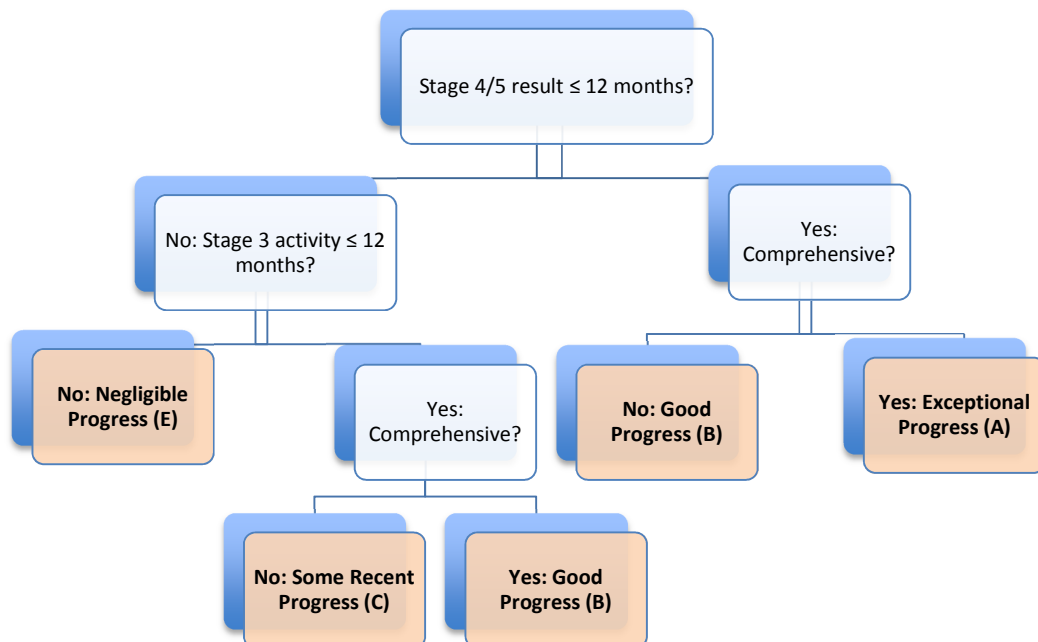 Stage 4/5 result ≤ 12 months?
No: Stage 3 activity ≤ 12
months?
Yes:
Comprehensive?
No: Negligible
Progress (E)
Yes:
Comprehensive?
No: Good
Progress (B)
Yes: Exceptional
Progress (A)
No: Some Recent
Progress (C)
Yes: Good
Progress (B)